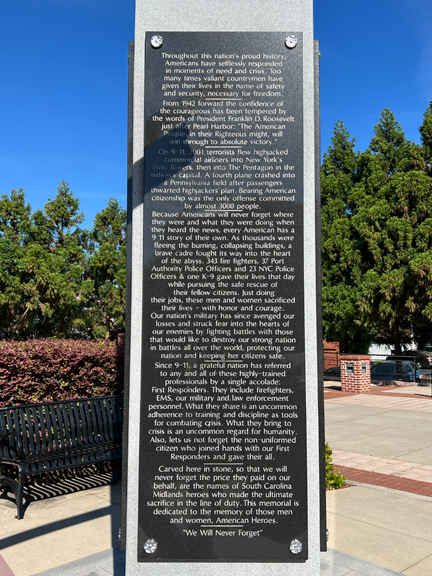 Throughout this nation's proud history,
Americans have selflessly responded
in moments of need and crisis. Too
many times valiant countrymen have
given their lives in the name of safety
and security, necessary for freedom.
From 1942 forward the confidence of
the courageous has been tempered by
the words of President Franklin D. Roosevelt
just after Pearl Harbor: "The American
People, in their Righteous might, will
win through to absolute victory."
On 9-11, 2001, terrorists flew highjacked
commercial airliners into New York's
Twin Towers, then into The Pentagon in the
nation's capital. A fourth plane crashed into
a Pennsylvania field after passengers
thwarted highjackers' plan. Bearing American
citizenship was the only offense committed
by almost 3000 people.
Because Americans will never forget where
they were and what they were doing when
they heard the news, every American has a
9-11 story of their own. As thousands were
fleeing the burning, collapsing buildings, a
brave cadre fought its way into the heart
of the abyss. 343 fire fighters, 37 Port
Authority Police Officers and 23 NYC Police
Officers & one K-9 gave their lives that day
while pursuing the safe rescue of
their fellow citizens. Just doing
their jobs, these men and women sacrificed
their lives – with honor and courage.
Our nation's military has since avenged our
losses and struck fear into the hearts of
our enemies by fighting battles with those
that would like to destroy our strong nation
in battles all over the world, protecting our
nation and keeping her citizens safe.
Since 9-11, a grateful nation has referred
to any and all of these highly-trained
professionals by a single accolade:
First Responders. They include firefighters,
EMS, our military and law enforcement
personnel. What they share is an uncommon
adherence to training and discipline as tools
for combating crisis. What they bring to
crisis is an uncommon regard for humanity.
Also, lets us not forget the non-uniformed
citizen who joined hands with our First
Responders and gave their all.
Carved here in stone, so that we will
never forget the price they paid on our
behalf, are the names of South Carolina
Midlands heroes who made the ultimate
sacrifice in the line of duty. This memorial is
dedicated to the memory of those men
and women, American Heroes.
"We Will Never Forget"